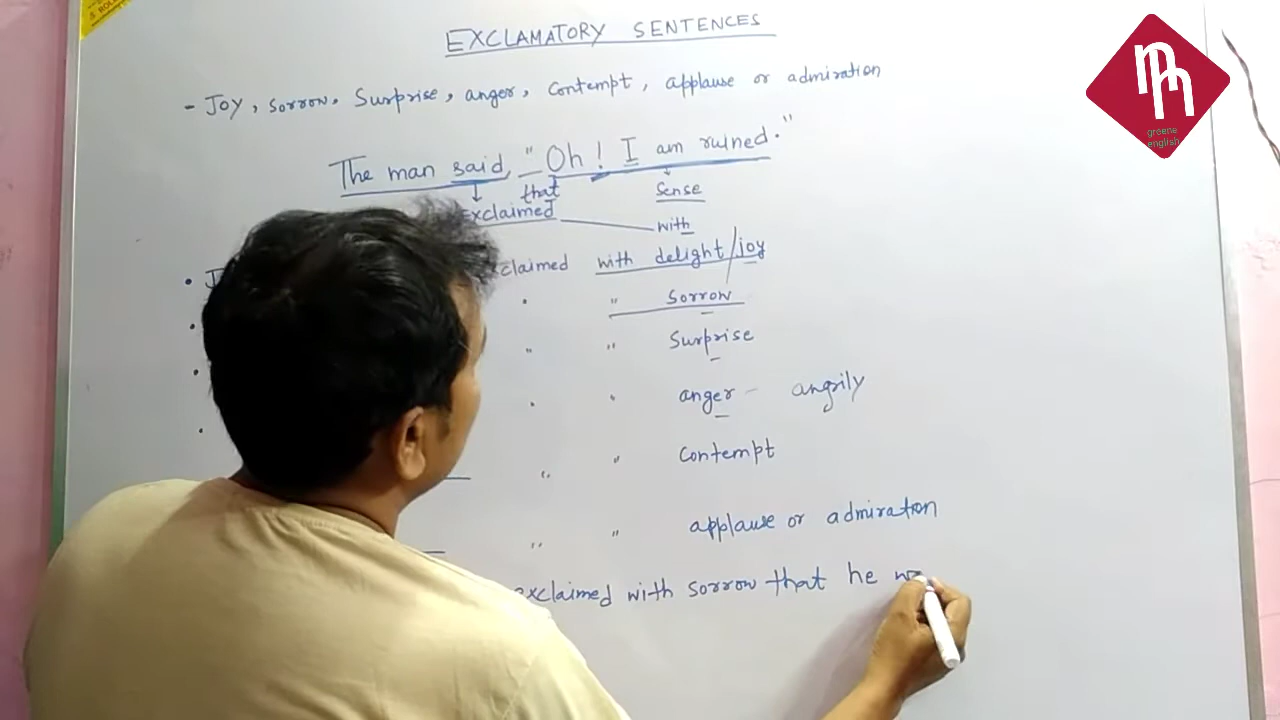 EXCLAMATORY SENTENCES
- Joy, sorrow, Surprise, anger, Contempt, applause or admiration
The man said, "Oh! I am ruined."
that Sense
Exclaimed with
• J claimed with delight/joy
" " Sorrow
" " Surprise
" " anger - angrily
" " Contempt
" " applause or admiration
exclaimed with sorrow that he
greene
english